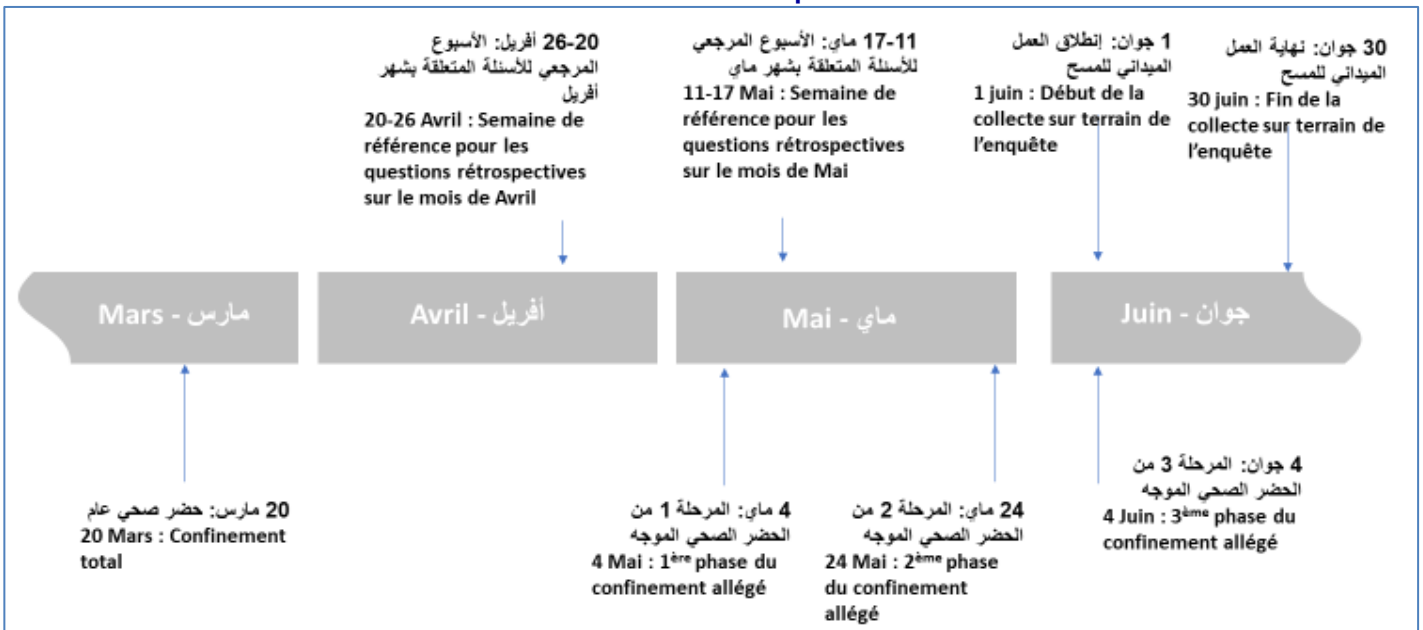 20-26 أفريل: الأسبوع
المرجعي للأسئلة المتعلقة بشهر
أفريل
20-26 Avril : Semaine de
référence pour les
questions rétrospectives
sur le mois de Avril
11-17 ماي: الأسبوع المرجعي
للأسئلة المتعلقة بشهر ماي
11-17 Mai : Semaine de
référence pour les
questions rétrospectives
sur le mois de Mai
1 جوان: إنطلاق العمل
الميداني للمسح
1 juin : Début de la
collecte sur terrain de
l’enquête
30 جوان: نهاية العمل
الميداني للمسح
30 juin : Fin de la
collecte sur terrain de
l’enquête
Mars - مارس
Avril - أفريل
Mai - ماي
Juin - جوان
20 مارس: حضر صحي عام
20 Mars : Confinement
total
4 ماي: المرحلة 1 من
الحضر الصحي الموجه
4 Mai : 1ère phase du
confinement allégé
24 ماي: المرحلة 2 من
الحضر الصحي الموجه
24 Mai : 2ème phase
du confinement
allégé
4 جوان: المرحلة 3 من
الحضر الصحي الموجه
4 Juin : 3ème phase du
confinement allégé